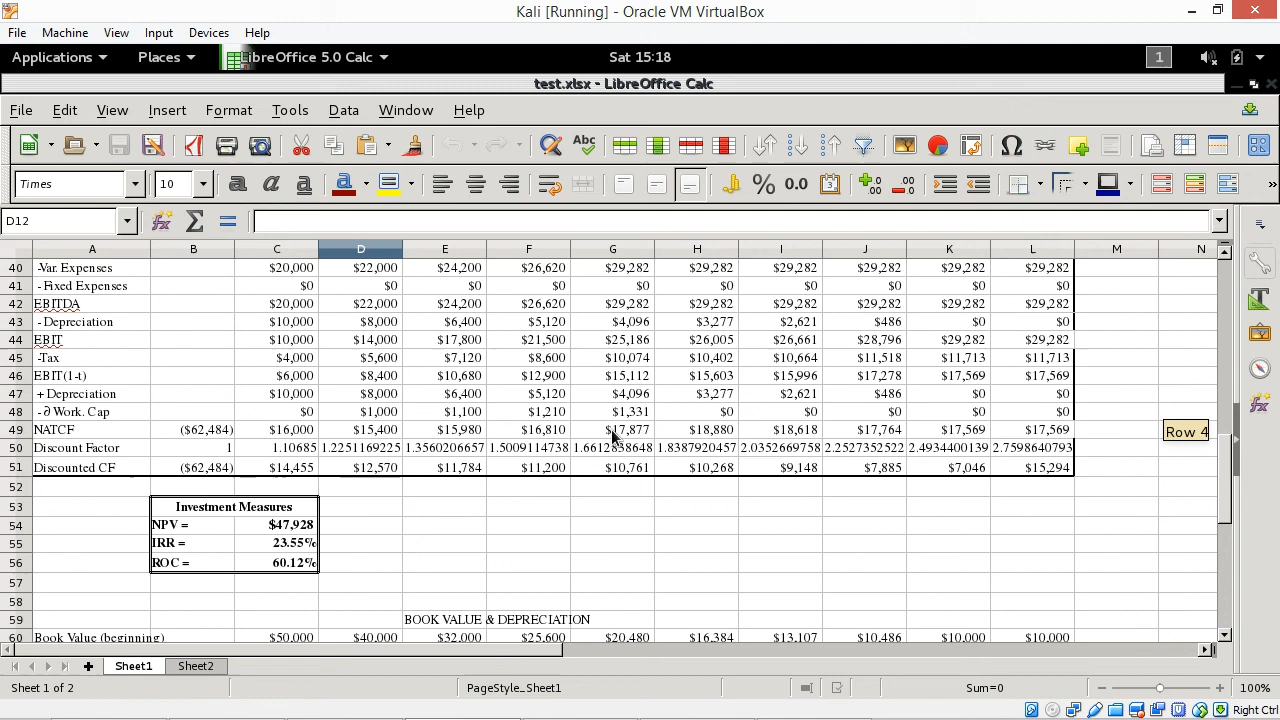 Kali [Running] - Oracle VM VirtualBox
File Machine View Input Devices Help
Applications Places LibreOffice 5.0 Calc Sat 15:18 1
test.xlsx - LibreOffice Calc
File Edit View Insert Format Tools Data Window Help
Times 10
D12
A B C D E F G H I J K L M N
40 -Var. Expenses $20,000 $22,000 $24,200 $26,620 $29,282 $29,282 $29,282 $29,282 $29,282 $29,282
41 - Fixed Expenses $0 $0 $0 $0 $0 $0 $0 $0 $0 $0
42 EBITDA $20,000 $22,000 $24,200 $26,620 $29,282 $29,282 $29,282 $29,282 $29,282 $29,282
43 - Depreciation $10,000 $8,000 $6,400 $5,120 $4,096 $3,277 $2,621 $486 $0 $0
44 EBIT $10,000 $14,000 $17,800 $21,500 $25,186 $26,005 $26,661 $28,796 $29,282 $29,282
45 -Tax $4,000 $5,600 $7,120 $8,600 $10,074 $10,402 $10,664 $11,518 $11,713 $11,713
46 EBIT(1-t) $6,000 $8,400 $10,680 $12,900 $15,112 $15,603 $15,996 $17,278 $17,569 $17,569
47 + Depreciation $10,000 $8,000 $6,400 $5,120 $4,096 $3,277 $2,621 $486 $0 $0
48 - ∂ Work. Cap $0 $1,000 $1,100 $1,210 $1,331 $0 $0 $0 $0 $0
49 NATCF ($62,484) $16,000 $15,400 $15,980 $16,810 $17,877 $18,880 $18,618 $17,764 $17,569 $17,569 Row 4
50 Discount Factor 1 1.10685 1.2251169225 1.3560206657 1.5009114738 1.6612838648 1.8387920457 2.0352669758 2.2527352522 2.4934400139 2.7598640793
51 Discounted CF ($62,484) $14,455 $12,570 $11,784 $11,200 $10,761 $10,268 $9,148 $7,885 $7,046 $15,294
52
53 Investment Measures
54 NPV = $47,928
55 IRR = 23.55%
56 ROC = 60.12%
57
58
59 BOOK VALUE & DEPRECIATION
60 Book Value (beginning) $50,000 $40,000 $32,000 $25,600 $20,480 $16,384 $13,107 $10,486 $10,000 $10,000
Sheet1 Sheet2
Sheet 1 of 2 PageStyle_Sheet1 Sum=0 100%
Right Ctrl